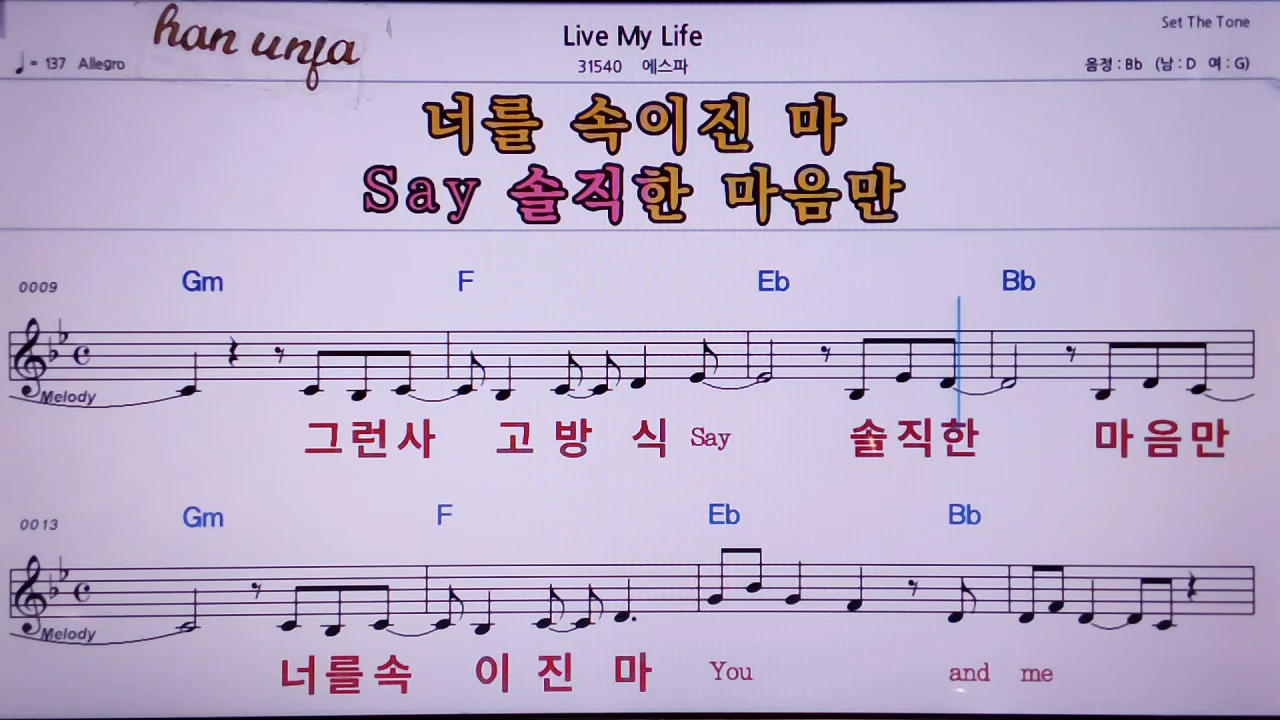 han unfa
Live My Life
Set The Tone
♩= 137 Allegro
31540 에스파
음정 : Bb (남 : D 여 : G)
너를 속이진 마
Say 솔직한 마음만
0009 Gm F Eb Bb
Melody
그런사 고 방 식 Say 솔직한 마음만
0013 Gm F Eb Bb
Melody
너를속 이 진 마 You and me